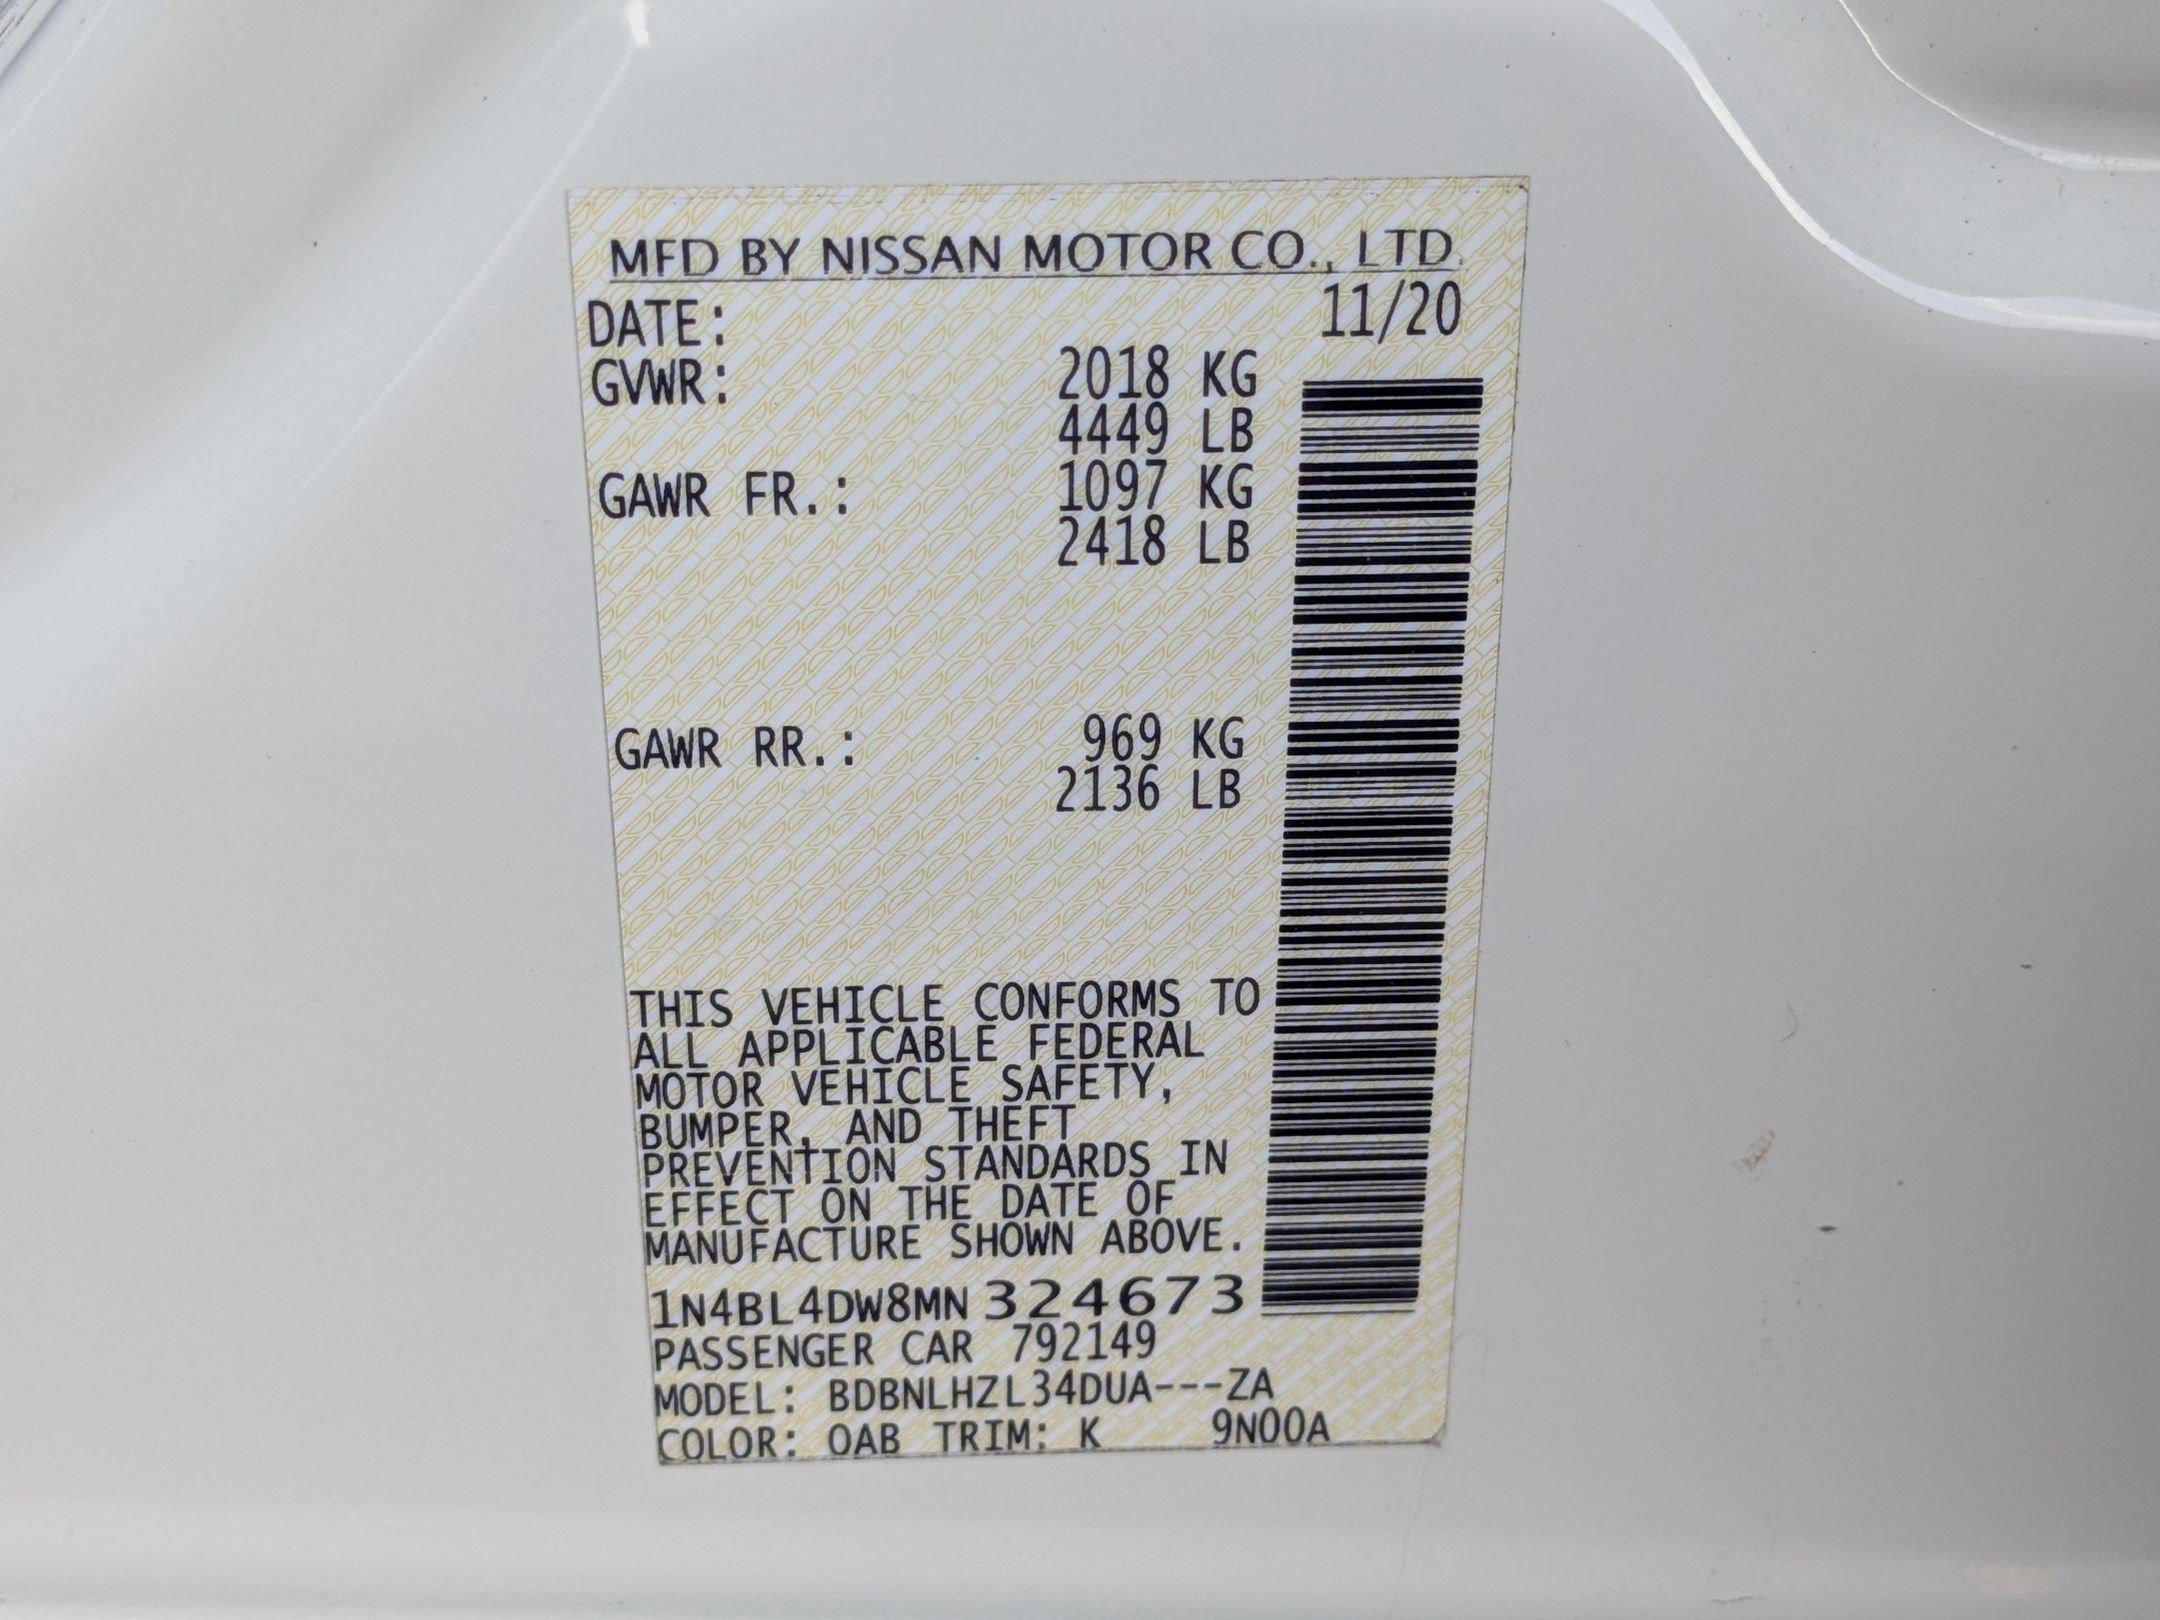 MFD BY NISSAN MOTOR CO., LTD.
DATE: 11/20
GVWR: 2018 KG
4449 LB
GAWR FR.: 1097 KG
2418 LB
GAWR RR.: 969 KG
2136 LB
THIS VEHICLE CONFORMS TO
ALL APPLICABLE FEDERAL
MOTOR VEHICLE SAFETY,
BUMPER, AND THEFT
PREVENTION STANDARDS IN
EFFECT ON THE DATE OF
MANUFACTURE SHOWN ABOVE.
1N4BL4DW8MN324673
PASSENGER CAR 792149
MODEL: BDBNLHZL34DUA---ZA
COLOR: QAB TRIM: K 9N00A